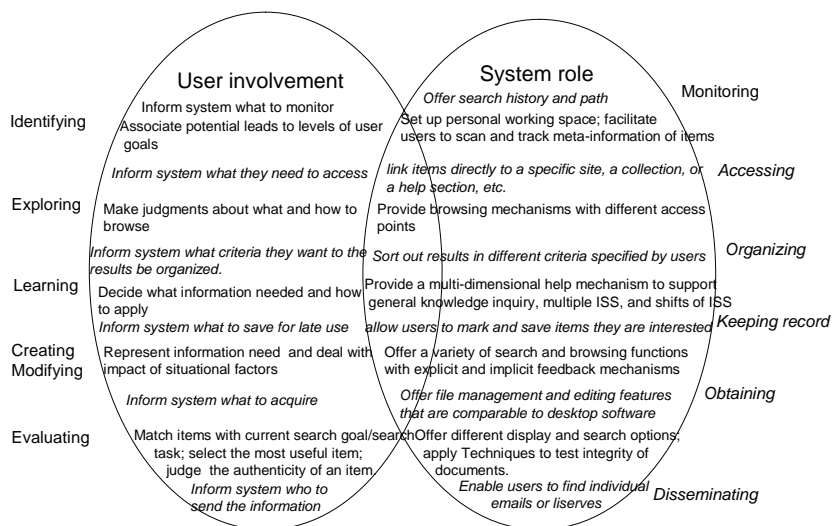 User involvement
System role
Monitoring
Inform system what to monitor
Offer search history and path
Identifying
Associate potential leads to levels of user
goals
Set up personal working space; facilitate
users to scan and track meta-information of items
Inform system what they need to access
link items directly to a specific site, a collection, or
a help section, etc.
Accessing
Exploring
Make judgments about what and how to
browse
Provide browsing mechanisms with different access
points
Inform system what criteria they want to the
results be organized.
Sort out results in different criteria specified by users
Organizing
Learning
Decide what information needed and how
to apply
Provide a multi-dimensional help mechanism to support
general knowledge inquiry, multiple ISS, and shifts of ISS
Inform system what to save for late use
allow users to mark and save items they are interested
Keeping record
Creating
Modifying
Represent information need and deal with
impact of situational factors
Offer a variety of search and browsing functions
with explicit and implicit feedback mechanisms
Inform system what to acquire
Offer file management and editing features
that are comparable to desktop software
Obtaining
Evaluating
Match items with current search goal/search
task; select the most useful item;
judge the authenticity of an item.
Offer different display and search options;
apply Techniques to test integrity of
documents.
Inform system who to
send the information
Enable users to find individual
emails or liserves
Disseminating